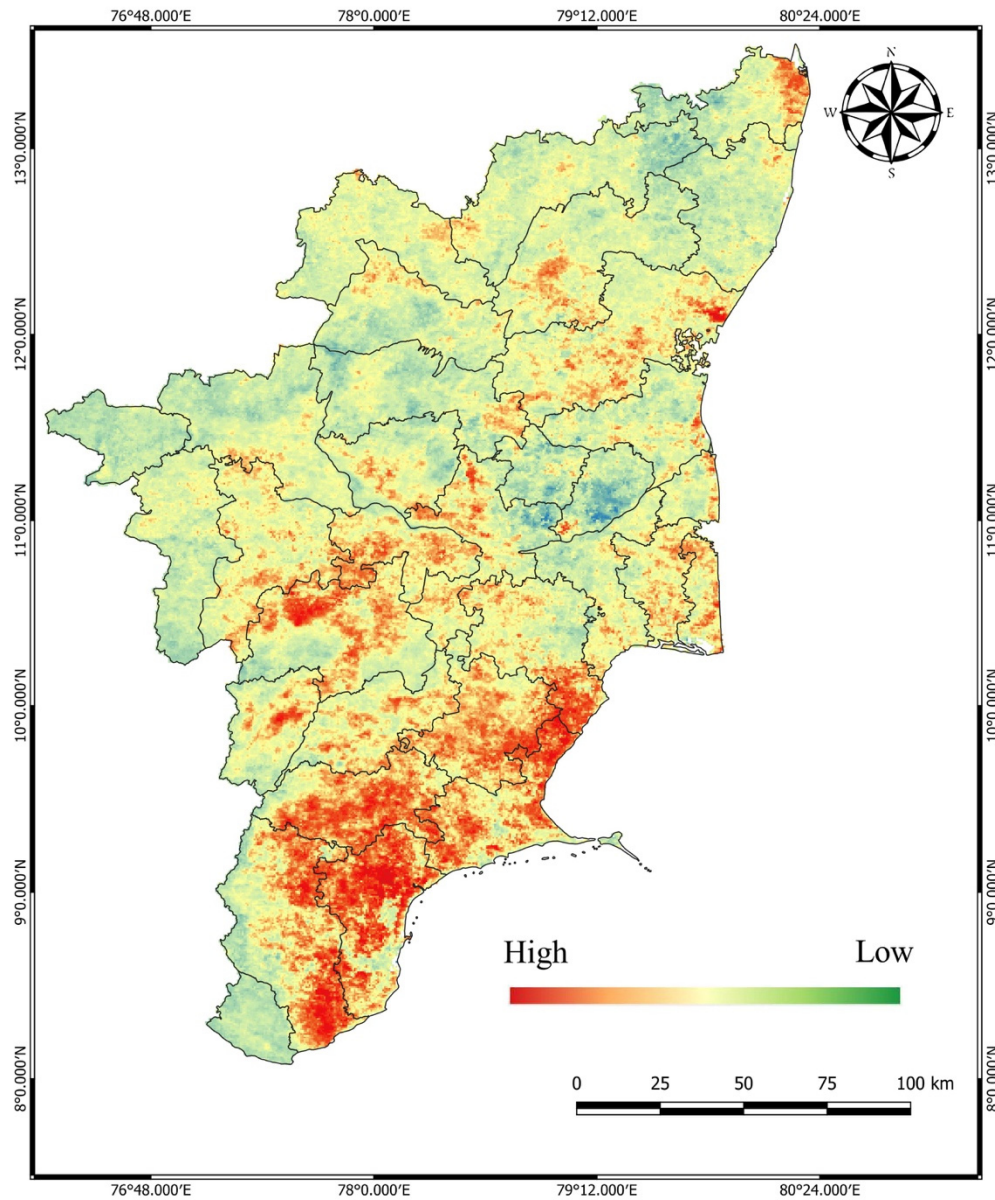 76°48.000'E 78°0.000'E 79°12.000'E 80°24.000'E
N
W E
S
13°0.000'N 13°0.000'N
12°0.000'N 12°0.000'N
11°0.000'N 11°0.000'N
10°0.000'N 10°0.000'N
9°0.000'N 9°0.000'N
High Low
8°0.000'N 8°0.000'N
0 25 50 75 100 km
76°48.000'E 78°0.000'E 79°12.000'E 80°24.000'E